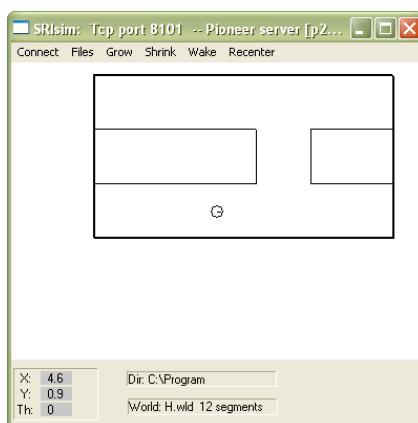 SRIsim: Tcp port 8101 -- Pioneer server [p2...
Connect Files Grow Shrink Wake Recenter
X: 4.6
Y: 0.9
Th: 0
Dir: C:\Program
World: H.wld 12 segments